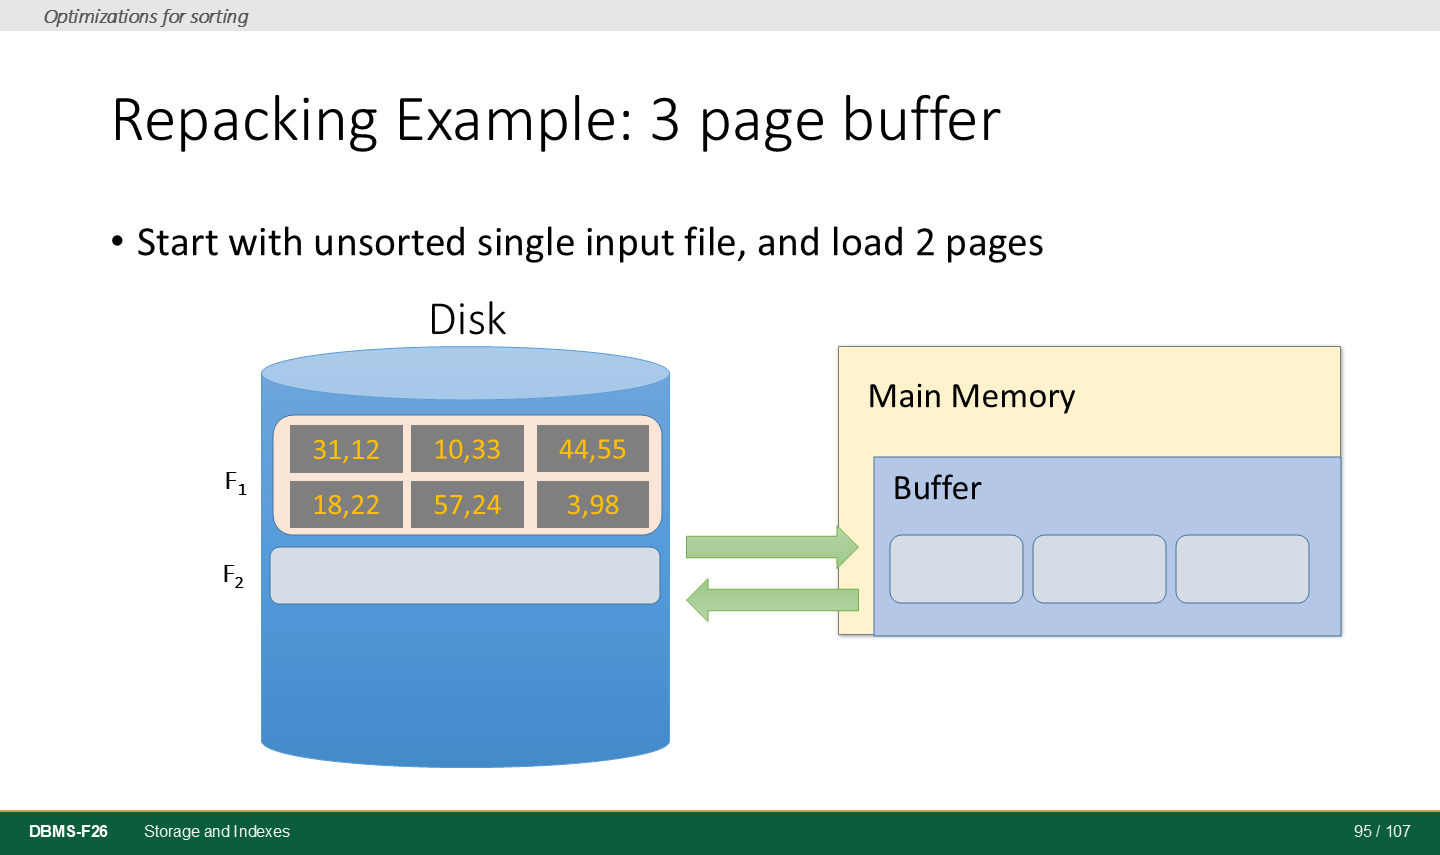 Optimizations for sorting
Repacking Example: 3 page buffer
• Start with unsorted single input file, and load 2 pages
Disk
Main Memory
F1
31,12 10,33 44,55
18,22 57,24 3,98
Buffer
F2
DBMS-F26 Storage and Indexes 95 / 107